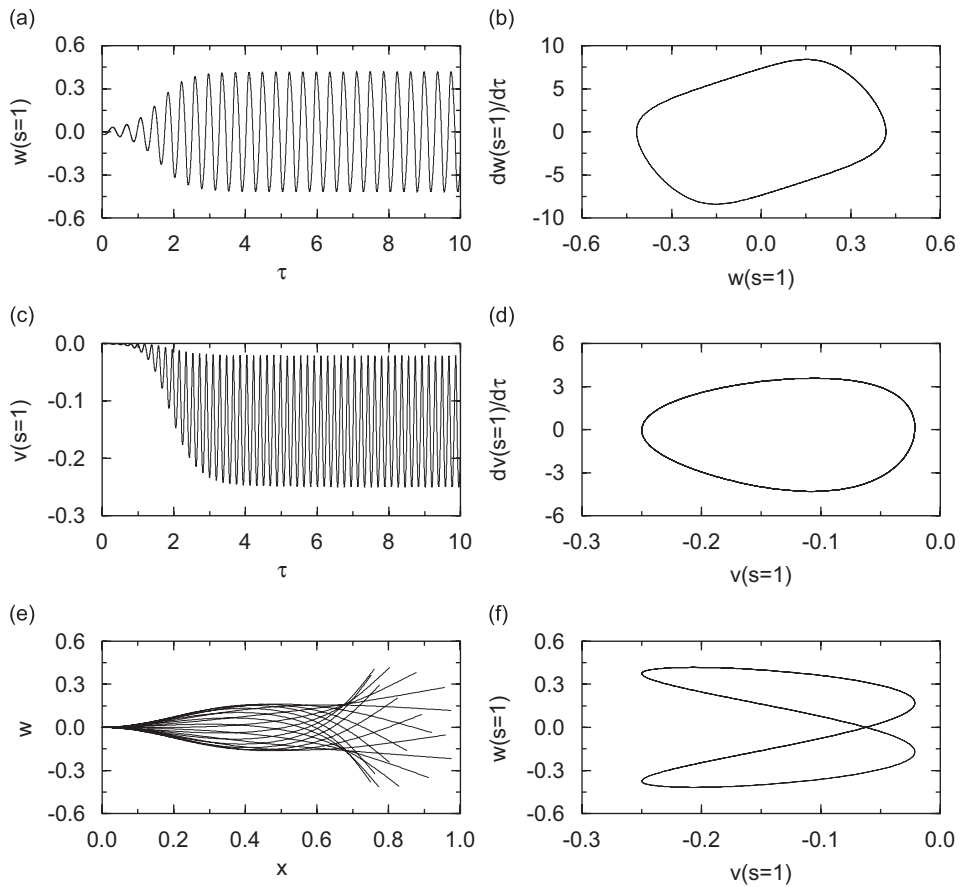 (a)
0.6
0.3
0.0
-0.3
-0.6
w(s=1)
0 2 4 6 8 10
τ
(b)
10
5
0
-5
-10
dw(s=1)/dτ
-0.6 -0.3 0.0 0.3 0.6
w(s=1)
(c)
0.0
-0.1
-0.2
-0.3
v(s=1)
0 2 4 6 8 10
τ
(d)
6
3
0
-3
-6
dv(s=1)/dτ
-0.3 -0.2 -0.1 0.0
v(s=1)
(e)
0.6
0.3
0.0
-0.3
-0.6
w
0.0 0.2 0.4 0.6 0.8 1.0
x
(f)
0.6
0.3
0.0
-0.3
-0.6
w(s=1)
-0.3 -0.2 -0.1 0.0
v(s=1)